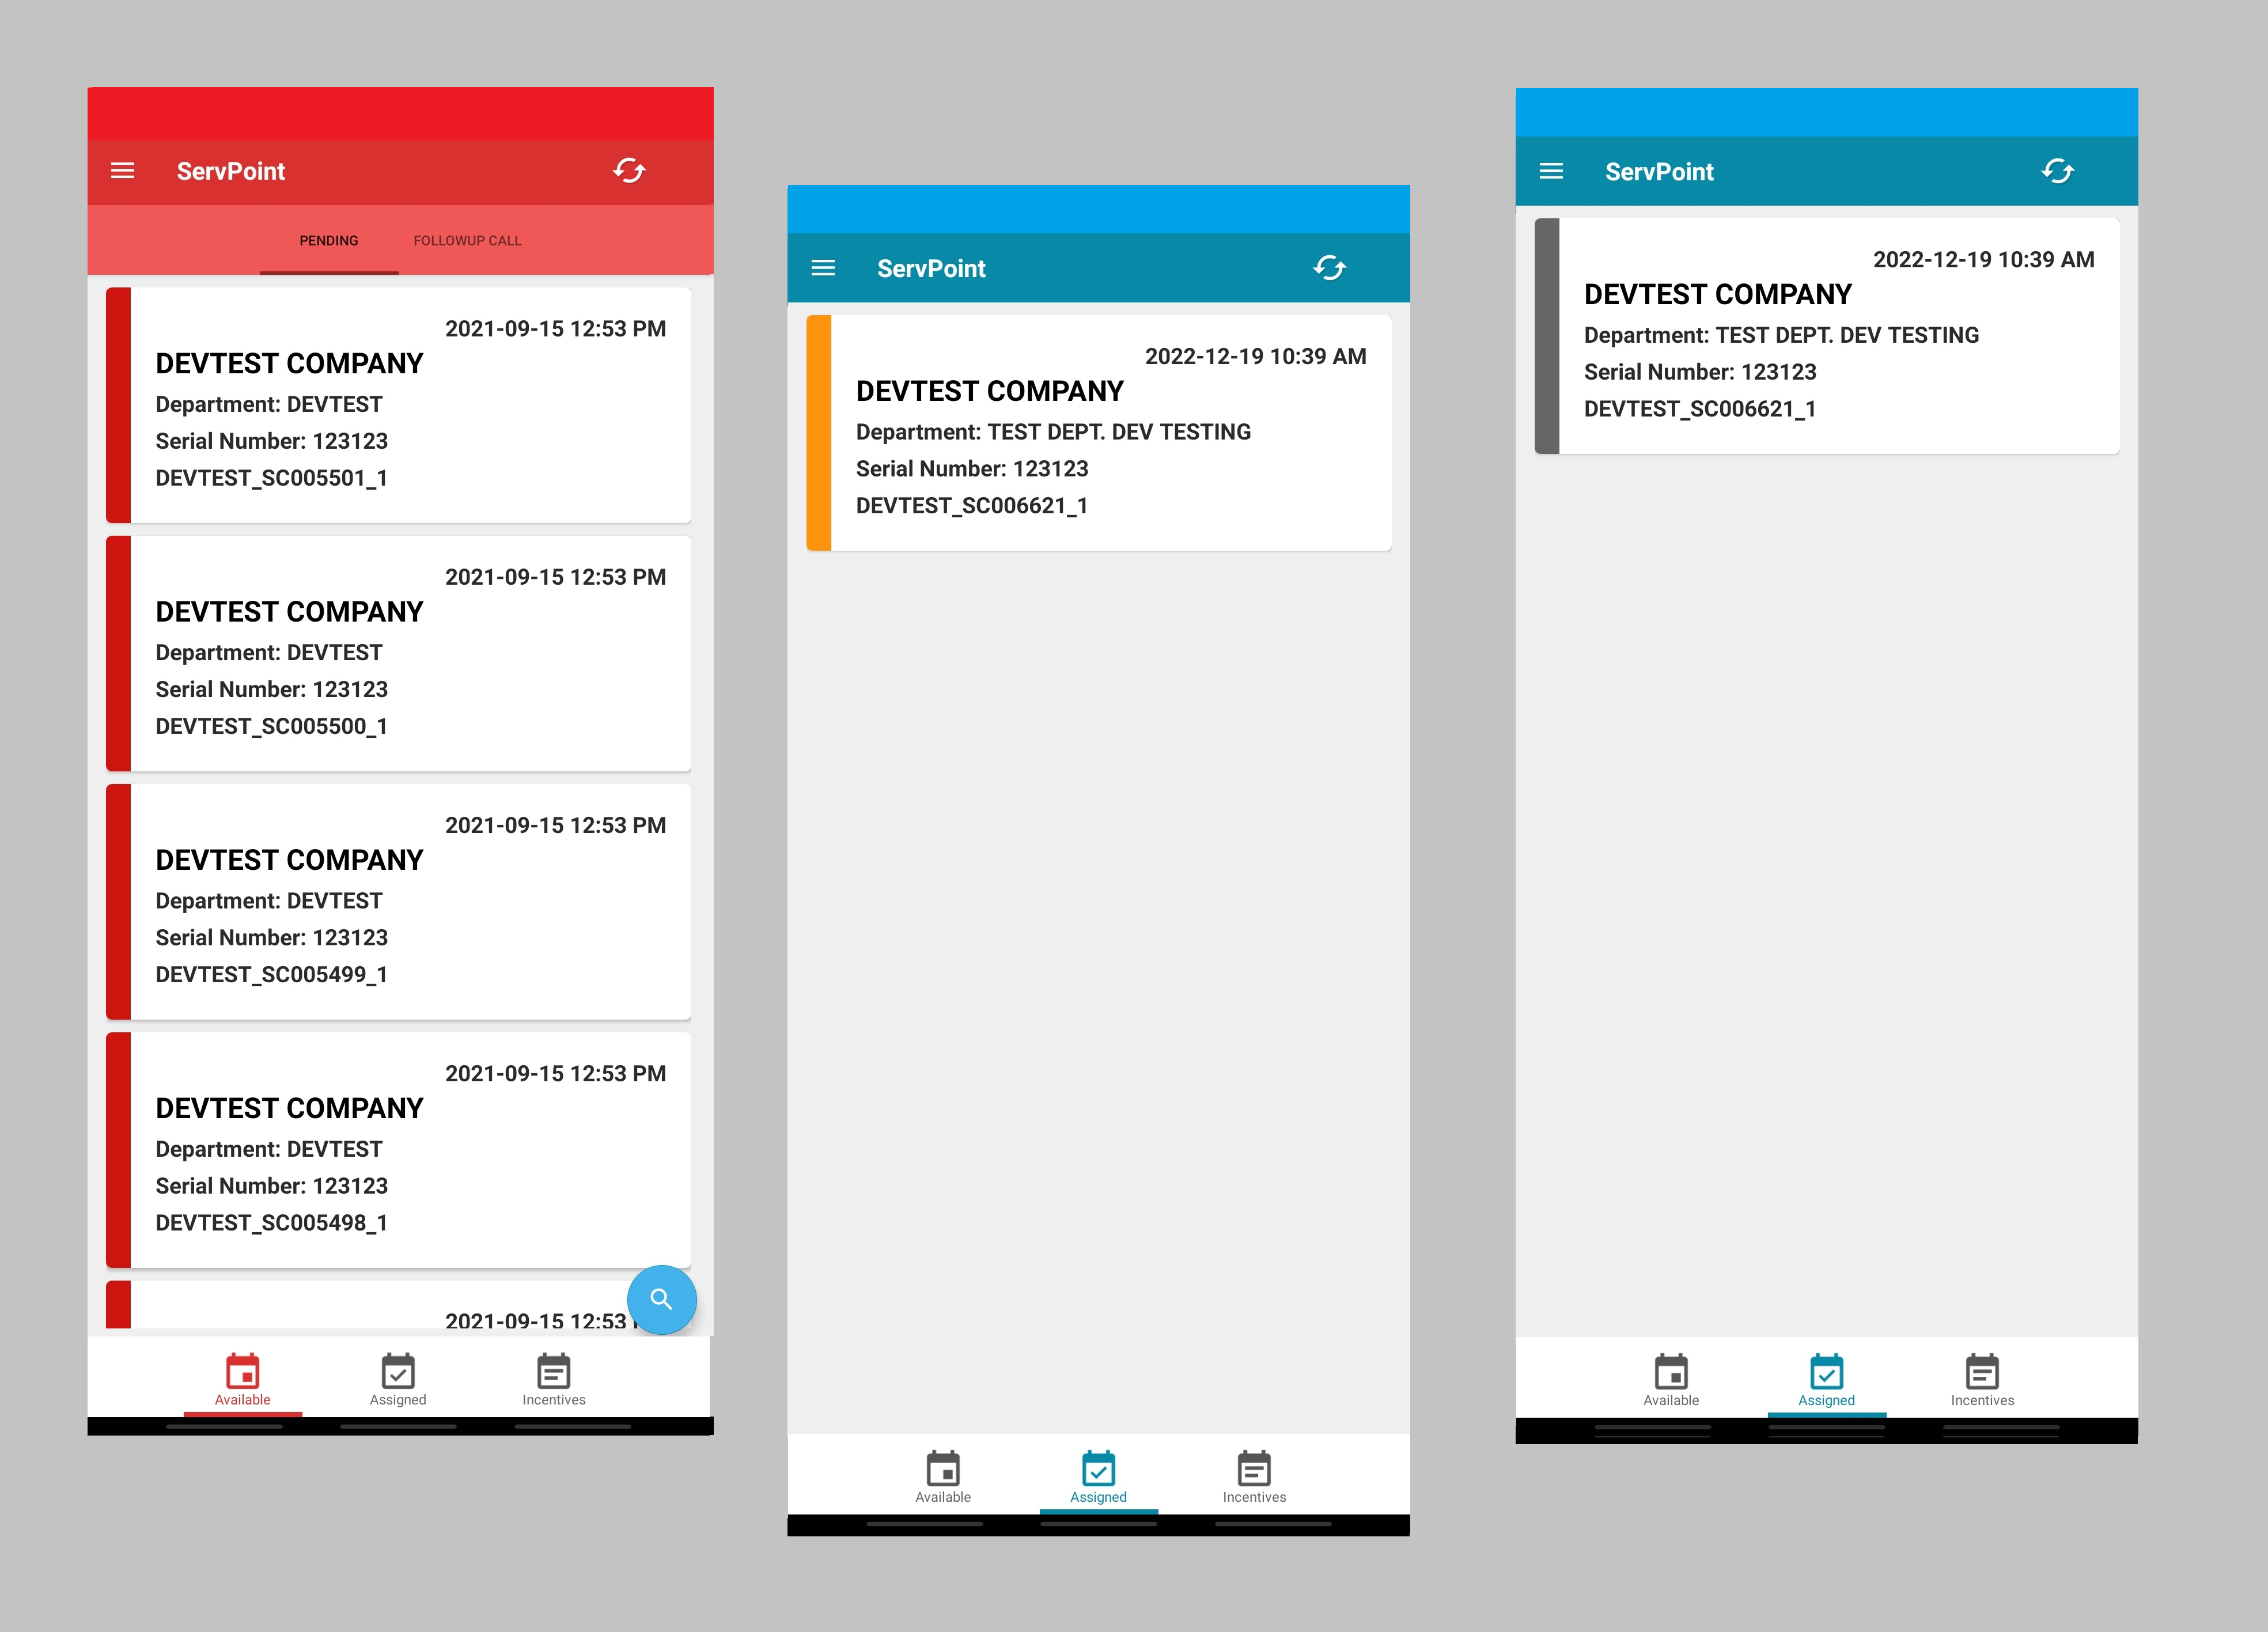 ServPoint
PENDING
FOLLOWUP CALL
2021-09-15 12:53 PM
DEVTEST COMPANY
Department: DEVTEST
Serial Number: 123123
DEVTEST_SC005501_1
2021-09-15 12:53 PM
DEVTEST COMPANY
Department: DEVTEST
Serial Number: 123123
DEVTEST_SC005500_1
2021-09-15 12:53 PM
DEVTEST COMPANY
Department: DEVTEST
Serial Number: 123123
DEVTEST_SC005499_1
2021-09-15 12:53 PM
DEVTEST COMPANY
Department: DEVTEST
Serial Number: 123123
DEVTEST_SC005498_1
2021-09-15 12:53
Available
Assigned
Incentives
ServPoint
2022-12-19 10:39 AM
DEVTEST COMPANY
Department: TEST DEPT. DEV TESTING
Serial Number: 123123
DEVTEST_SC006621_1
Available
Assigned
Incentives
ServPoint
2022-12-19 10:39 AM
DEVTEST COMPANY
Department: TEST DEPT. DEV TESTING
Serial Number: 123123
DEVTEST_SC006621_1
Available
Assigned
Incentives